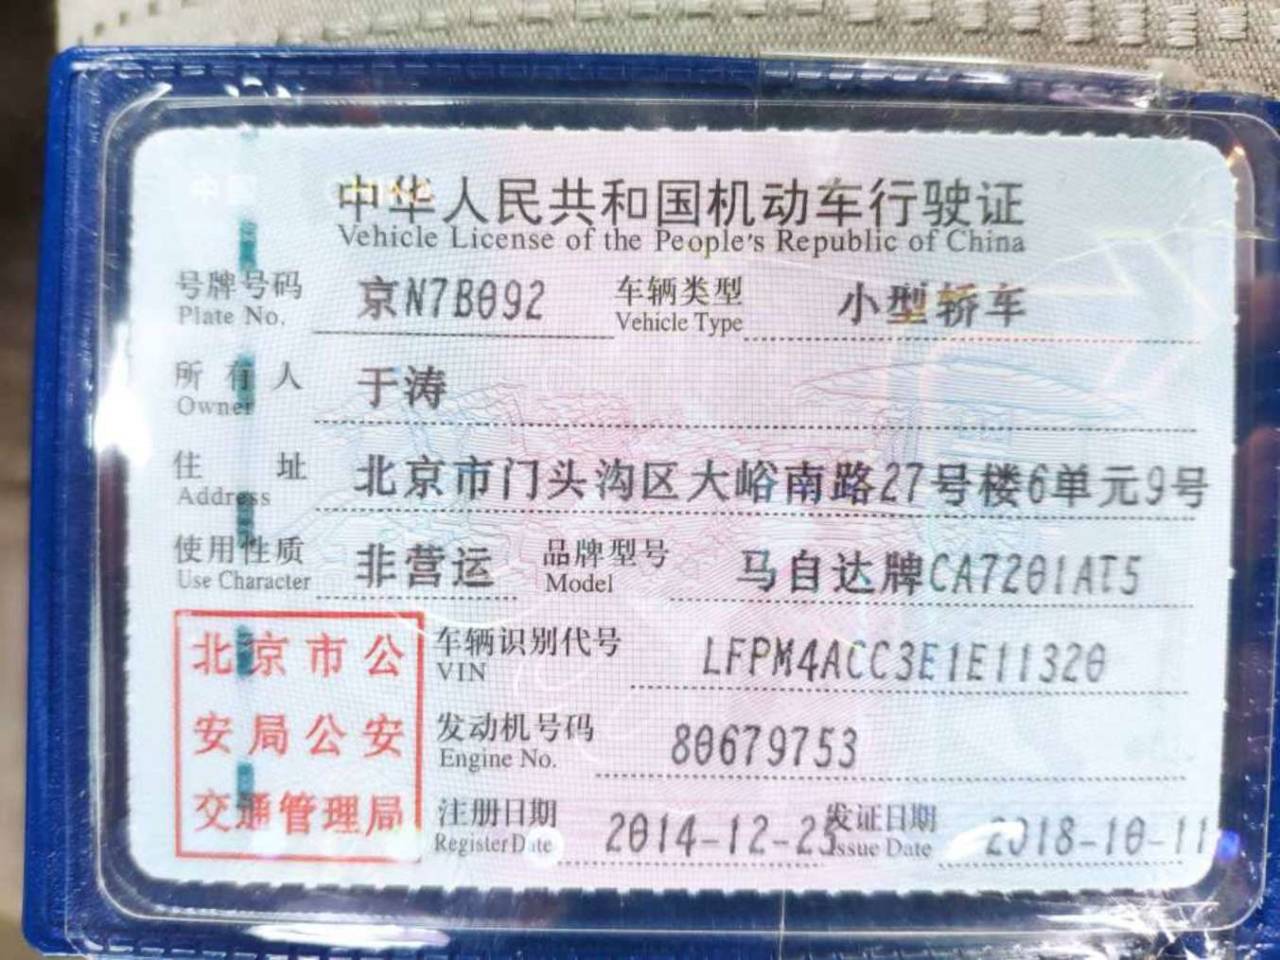 中华人民共和国机动车行驶证
Vehicle License of the People's Republic of China
号牌号码 京N7B092 车辆类型 小型轿车
Plate No. Vehicle Type
所有人 于涛
Owner
住址 北京市门头沟区大峪南路27号楼6单元9号
Address
使用性质 非营运 品牌型号 马自达牌CA7201AT5
Use Character Model
北京市公 车辆识别代号 LFPM4ACC3E1E11320
VIN
安局公安 发动机号码 80679753
Engine No.
交通管理局 注册日期 2014-12-25 发证日期 2018-10-11
Register Date Issue Date